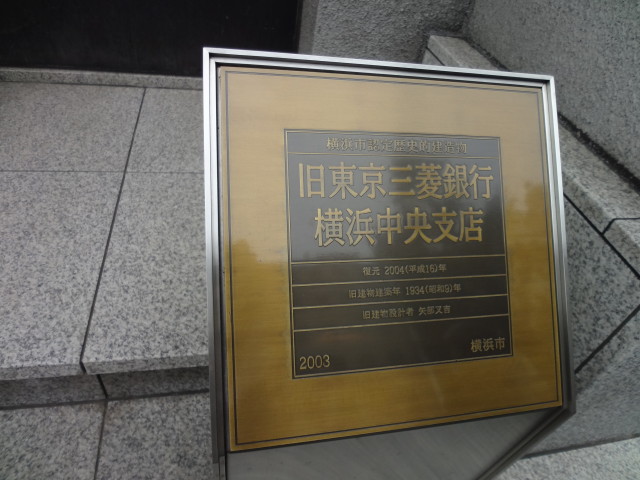 横浜市認定歴史的建造物
旧東京三菱銀行
横浜中央支店
復元 2004(平成16)年
旧建物建築年 1934(昭和9)年
旧建物設計者 矢部又吉
2003
横浜市